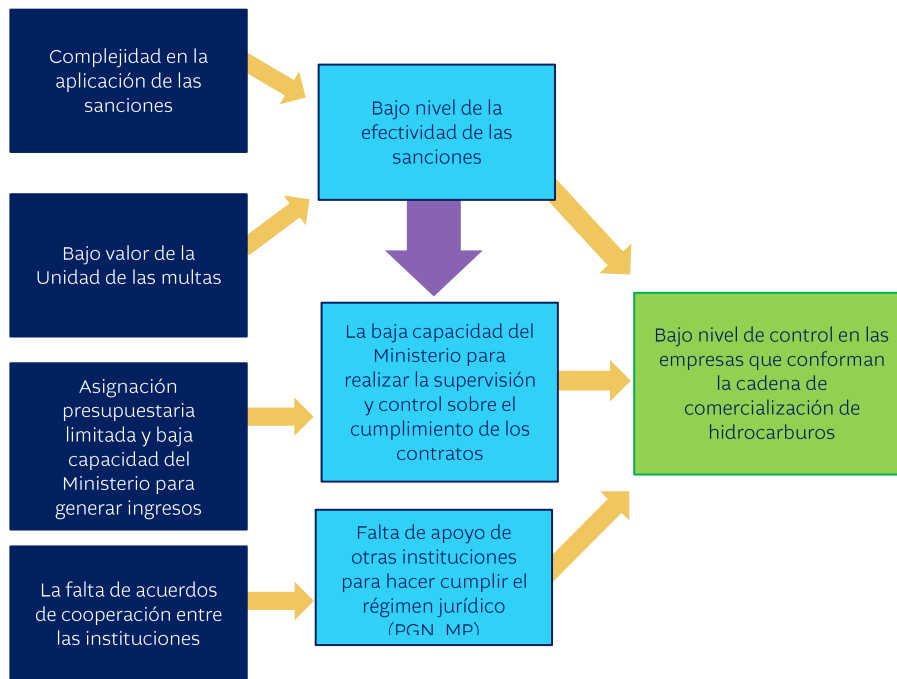 Complejidad en la
aplicación de las
sanciones
Bajo valor de la
Unidad de las multas
Asignación
presupuestaria
limitada y baja
capacidad del
Ministerio para
generar ingresos
La falta de acuerdos
de cooperación entre
las instituciones
Bajo nivel de la
efectividad de las
sanciones
La baja capacidad del
Ministerio para
realizar la supervisión
y control sobre el
cumplimiento de los
contratos
Falta de apoyo de
otras instituciones
para hacer cumplir el
régimen jurídico
(PGN, MP)
Bajo nivel de control en las
empresas que conforman
la cadena de
comercialización de
hidrocarburos